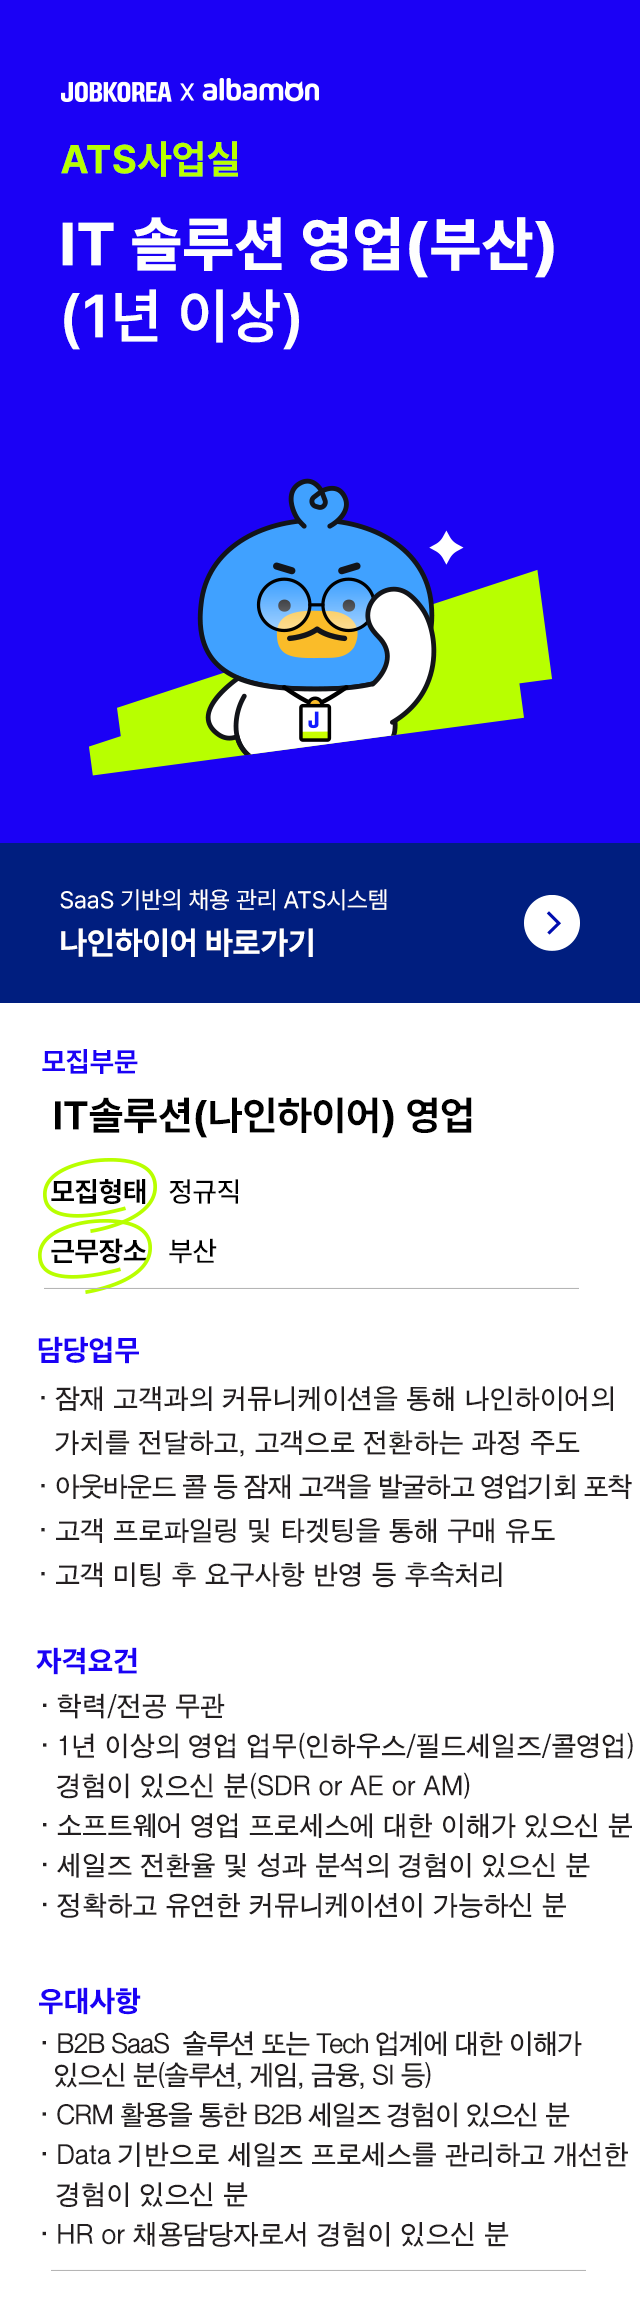 JOBKOREA X albamon
ATS사업실
IT 솔루션 영업(부산)
(1년 이상)
J
SaaS 기반의 채용 관리 ATS시스템
나인하이어 바로가기
모집부문
IT솔루션(나인하이어) 영업
모집형태 정규직
근무장소 부산
담당업무
· 잠재 고객과의 커뮤니케이션을 통해 나인하이어의
가치를 전달하고, 고객으로 전환하는 과정 주도
· 아웃바운드 콜 등 잠재 고객을 발굴하고 영업기회 포착
· 고객 프로파일링 및 타겟팅을 통해 구매 유도
· 고객 미팅 후 요구사항 반영 등 후속처리
자격요건
· 학력/전공 무관
· 1년 이상의 영업 업무(인하우스/필드세일즈/콜영업)
경험이 있으신 분(SDR or AE or AM)
· 소프트웨어 영업 프로세스에 대한 이해가 있으신 분
· 세일즈 전환율 및 성과 분석의 경험이 있으신 분
· 정확하고 유연한 커뮤니케이션이 가능하신 분
우대사항
· B2B SaaS 솔루션 또는 Tech 업계에 대한 이해가
있으신 분(솔루션, 게임, 금융, SI 등)
· CRM 활용을 통한 B2B 세일즈 경험이 있으신 분
· Data 기반으로 세일즈 프로세스를 관리하고 개선한
경험이 있으신 분
· HR or 채용담당자로서 경험이 있으신 분